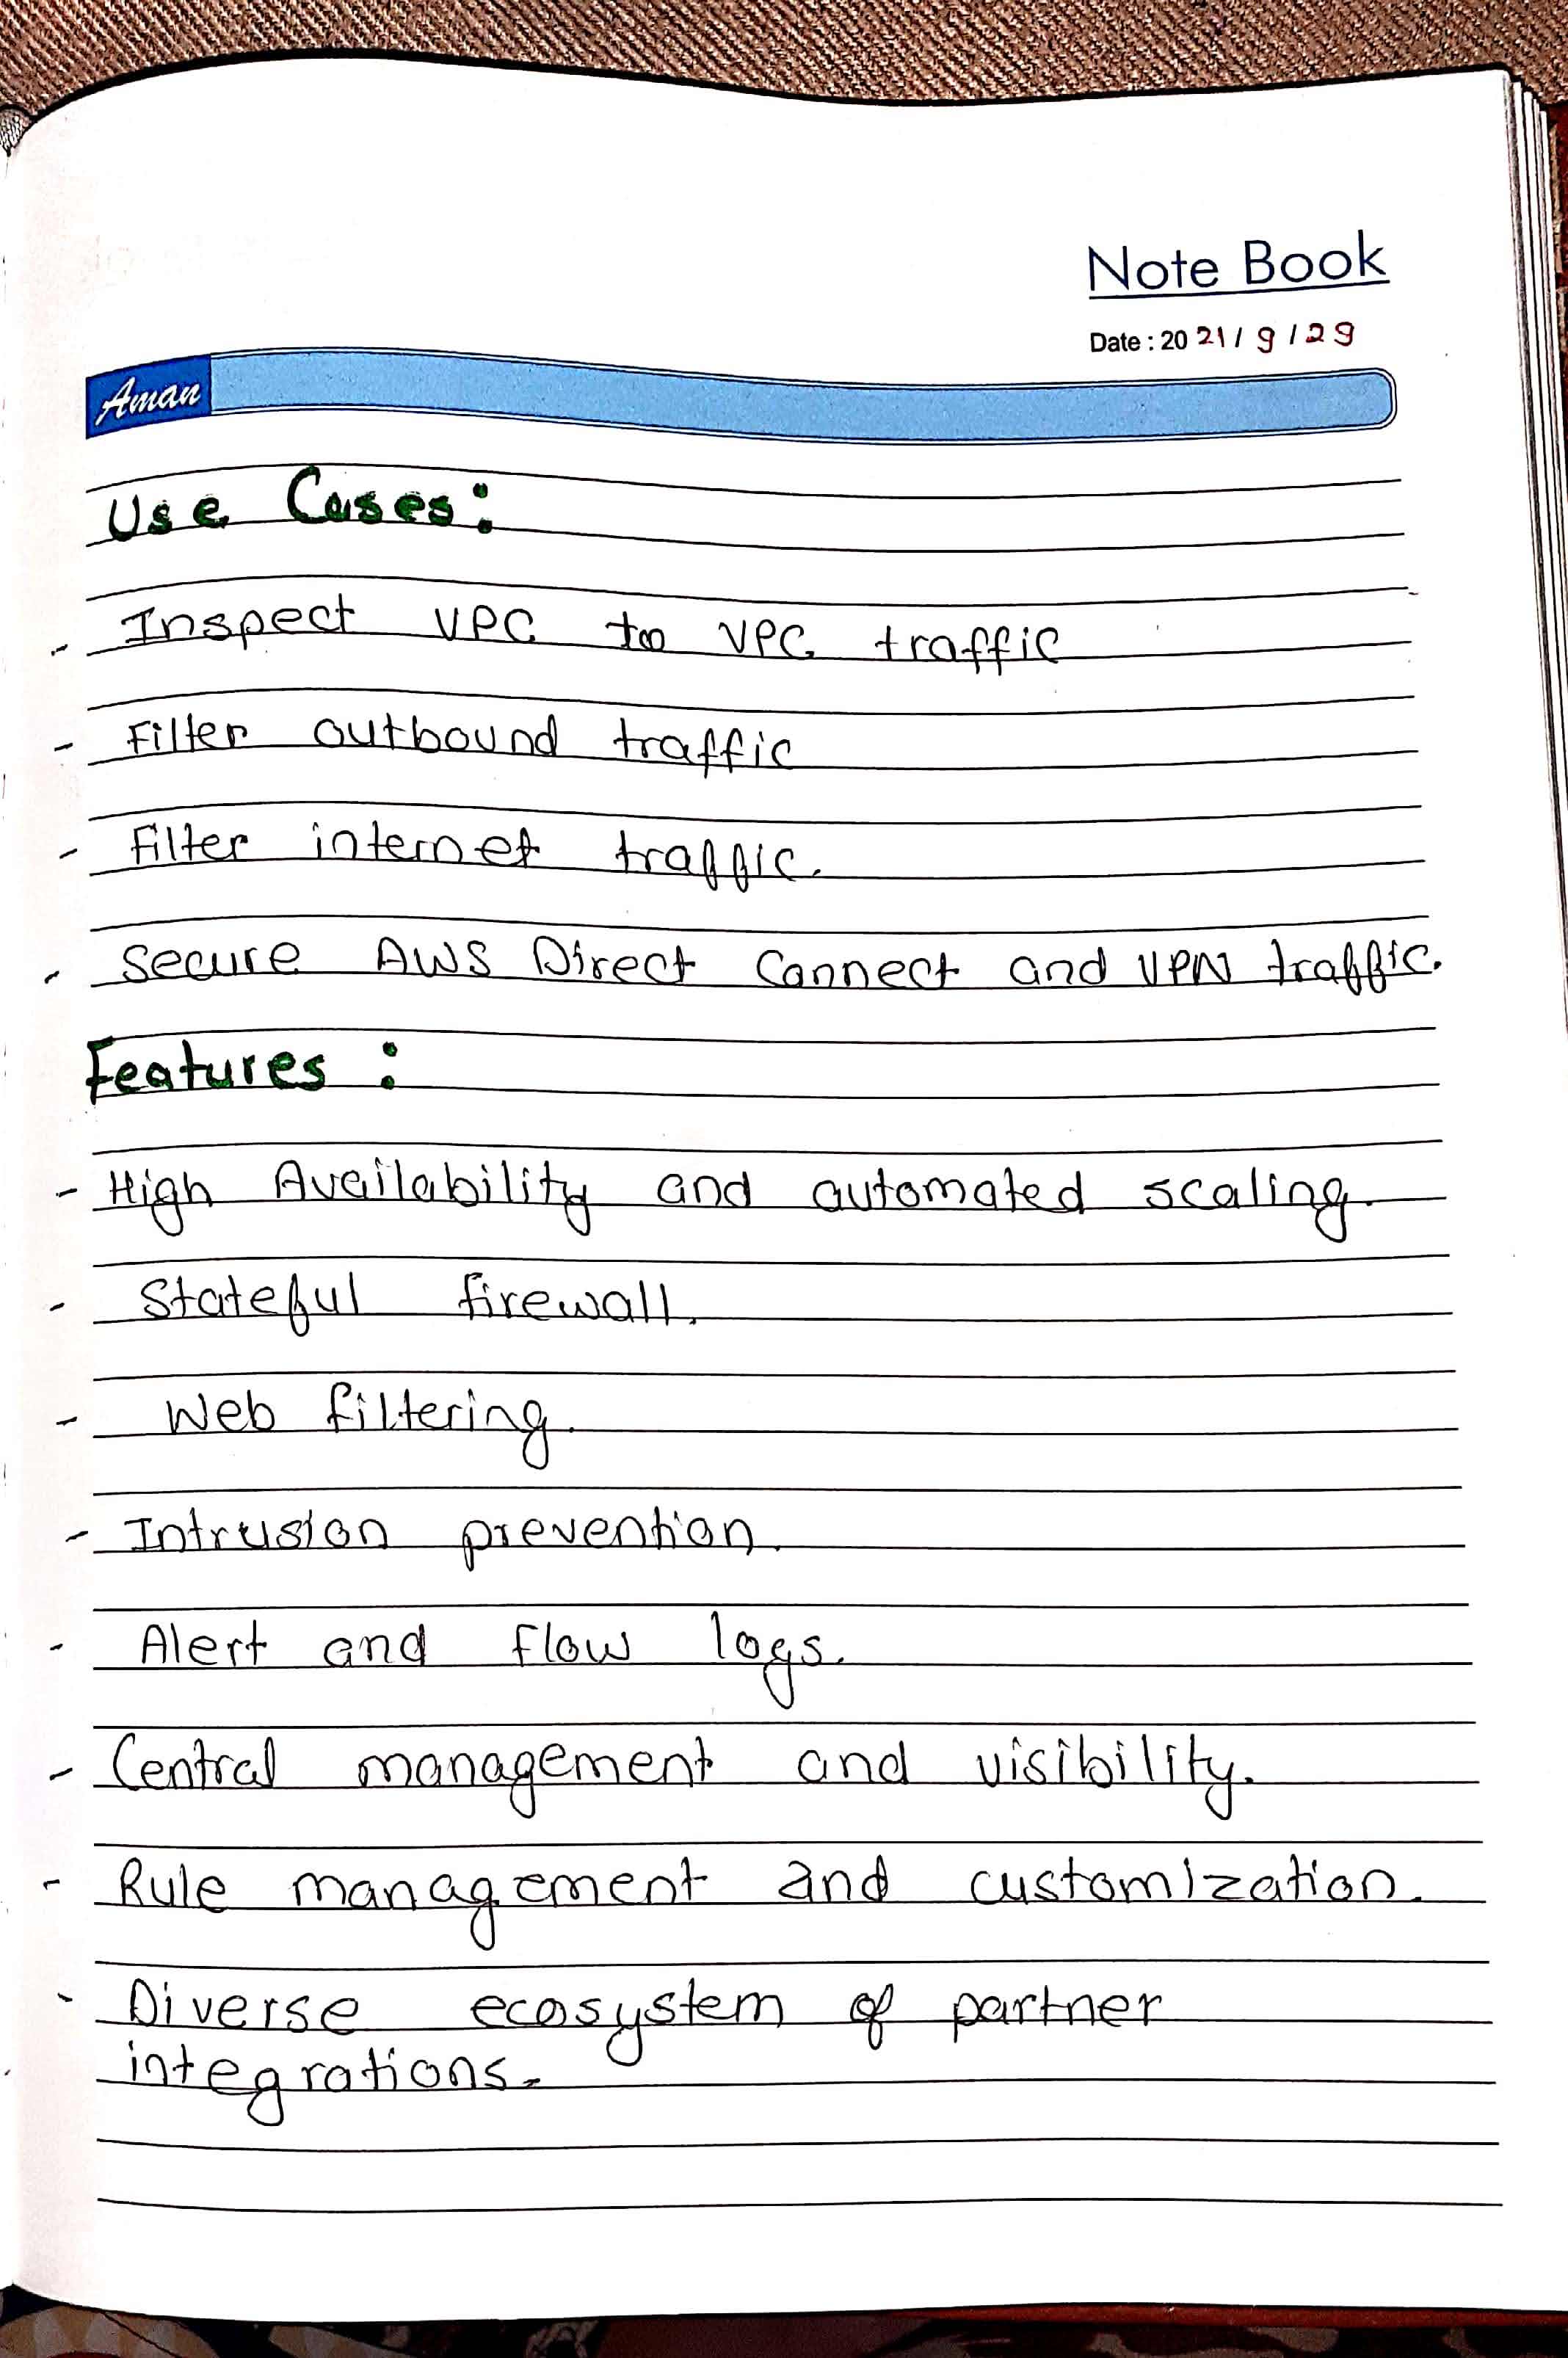 Note Book
Date : 20 21 / 9 / 29
Aman
Use Cases:
- Inspect VPC to VPC traffic
- Filter outbound traffic
- Filter internet traffic.
- Secure AWS Direct Connect and VPN traffic.
Features :
- High Availability and automated scaling.
- Stateful firewall.
- Web filtering.
- Intrusion prevention.
- Alert and flow logs.
- Central management and visibility.
- Rule management and customization.
- Diverse ecosystem of partner
integrations.